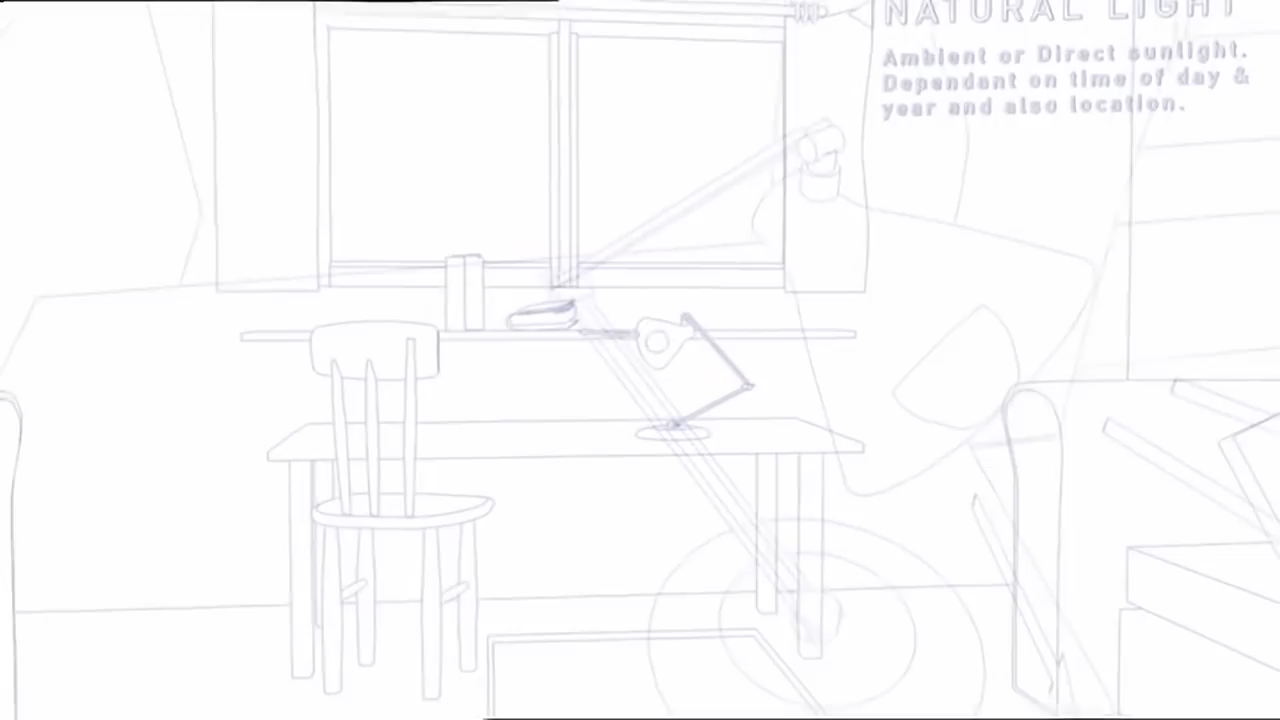 NATURAL LIGHT
Ambient or Direct sunlight.
Dependant on time of day &
year and also location.